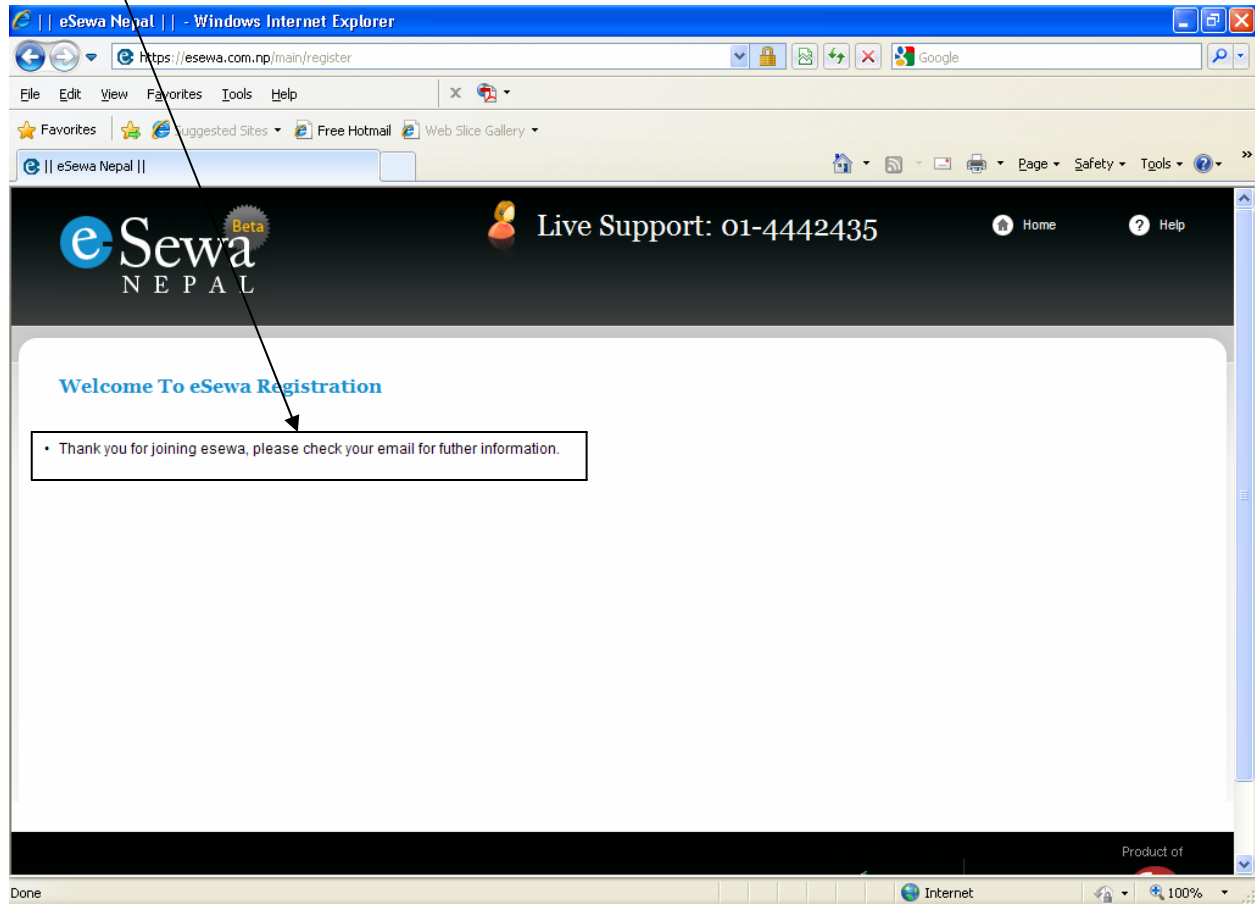 || eSewa Nepal || - Windows Internet Explorer
https://esewa.com.np/main/register
Google
File Edit View Favorites Tools Help
x
Favorites Suggested Sites Free Hotmail Web Slice Gallery
|| eSewa Nepal ||
Page Safety Tools »
e Sewa Beta
NEPAL
Live Support: 01-4442435
Home
? Help
Welcome To eSewa Registration
• Thank you for joining esewa, please check your email for futher information.
Product of
Done
Internet
100%